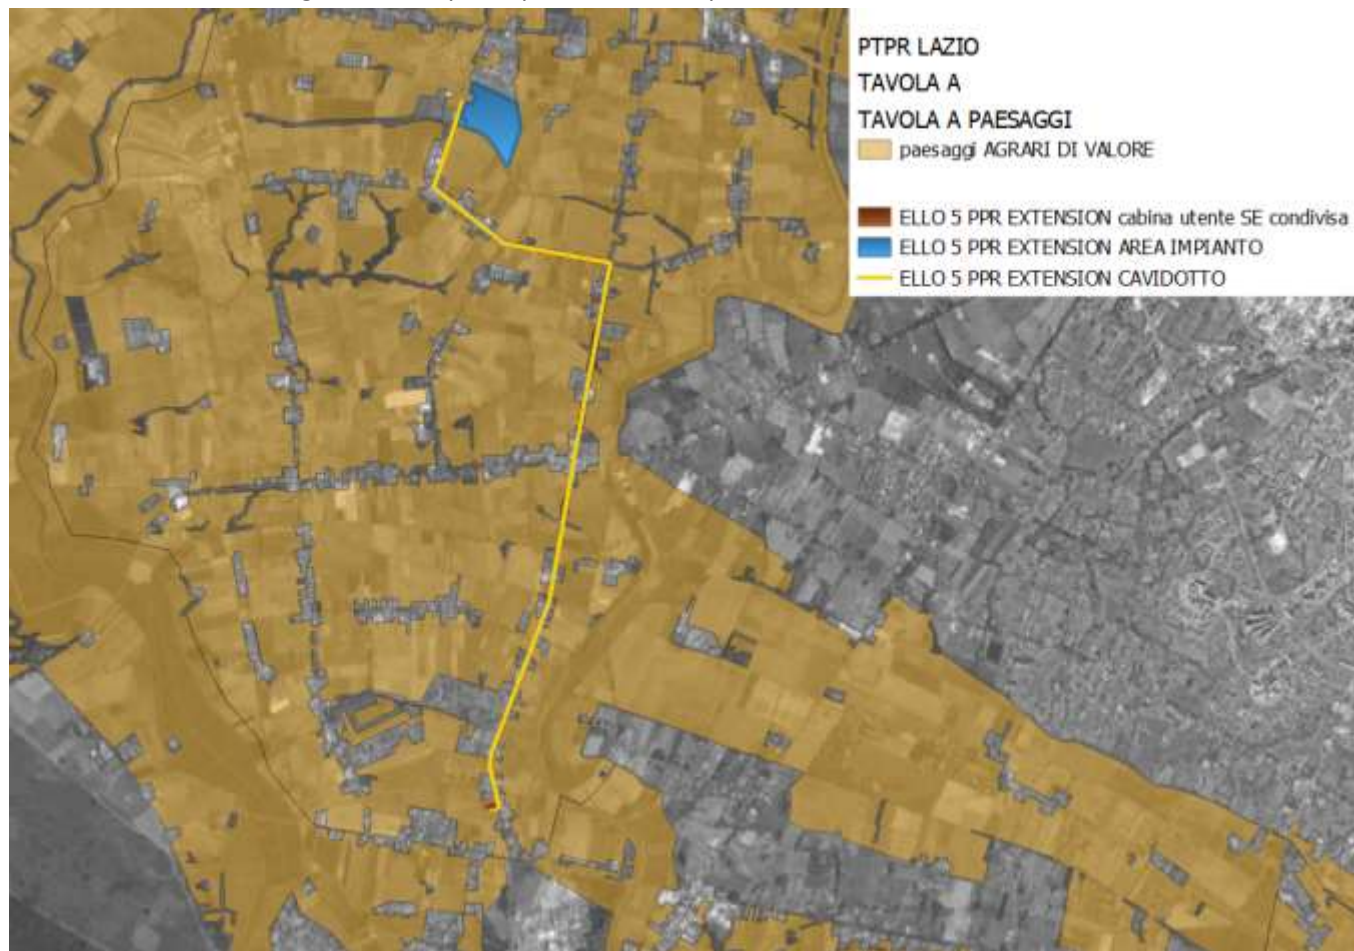 PTPR LAZIO
TAVOLA A
TAVOLA A PAESAGGI
paesaggi AGRARI DI VALORE
ELLO 5 PPR EXTENSION cabina utente SE condivisa
ELLO 5 PPR EXTENSION AREA IMPIANTO
ELLO 5 PPR EXTENSION CAVIDOTTO